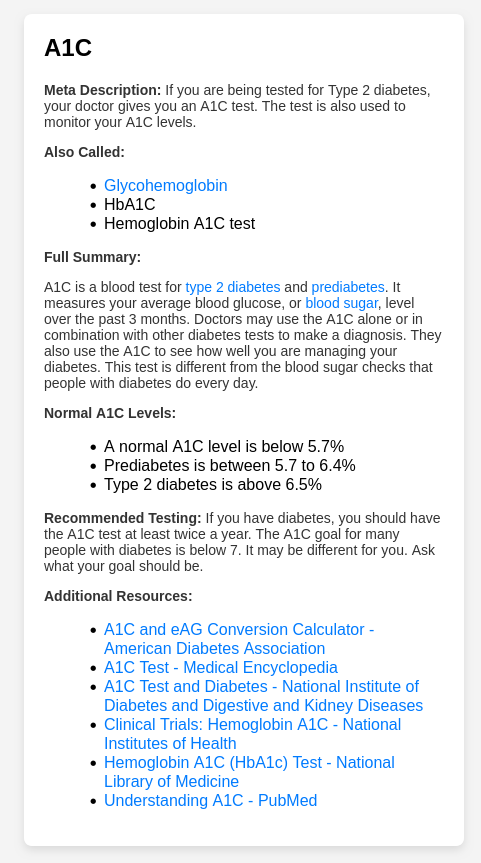 A1C
Meta Description: If you are being tested for Type 2 diabetes,
your doctor gives you an A1C test. The test is also used to
monitor your A1C levels.
Also Called:
• Glycohemoglobin
• HbA1C
• Hemoglobin A1C test
Full Summary:
A1C is a blood test for type 2 diabetes and prediabetes. It
measures your average blood glucose, or blood sugar, level
over the past 3 months. Doctors may use the A1C alone or in
combination with other diabetes tests to make a diagnosis. They
also use the A1C to see how well you are managing your
diabetes. This test is different from the blood sugar checks that
people with diabetes do every day.
Normal A1C Levels:
• A normal A1C level is below 5.7%
• Prediabetes is between 5.7 to 6.4%
• Type 2 diabetes is above 6.5%
Recommended Testing: If you have diabetes, you should have
the A1C test at least twice a year. The A1C goal for many
people with diabetes is below 7. It may be different for you. Ask
what your goal should be.
Additional Resources:
• A1C and eAG Conversion Calculator -
American Diabetes Association
• A1C Test - Medical Encyclopedia
• A1C Test and Diabetes - National Institute of
Diabetes and Digestive and Kidney Diseases
• Clinical Trials: Hemoglobin A1C - National
Institutes of Health
• Hemoglobin A1C (HbA1c) Test - National
Library of Medicine
• Understanding A1C - PubMed